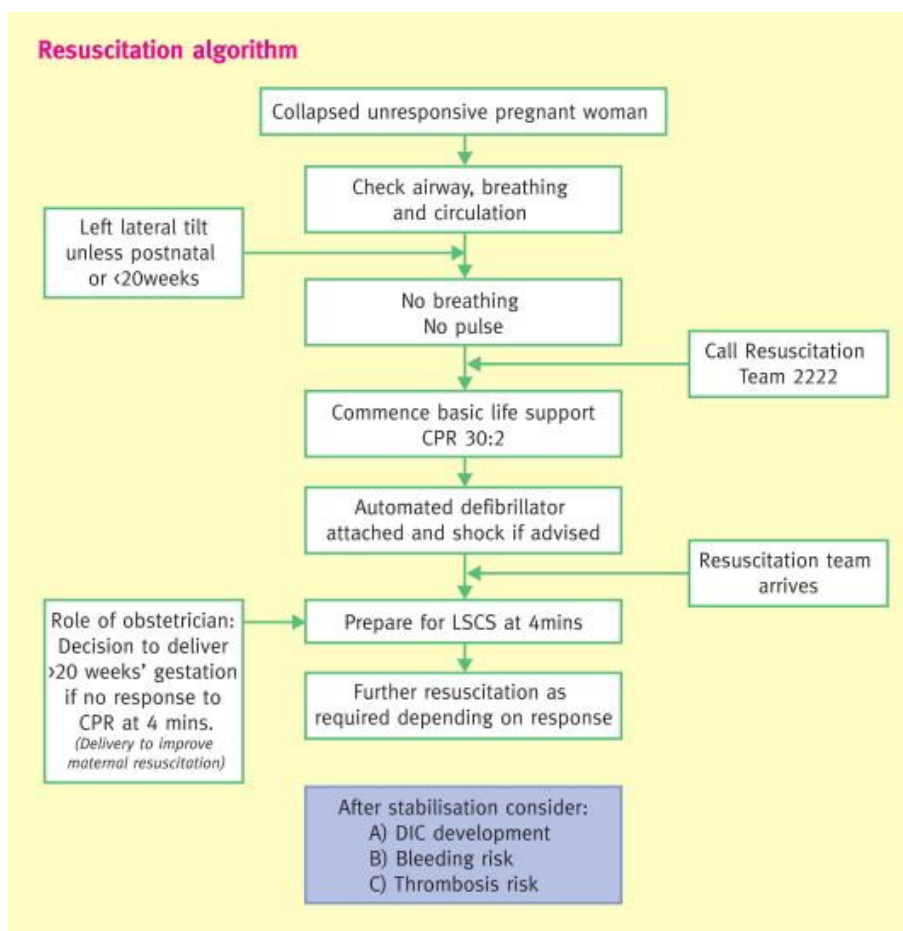 Resuscitation algorithm
Collapsed unresponsive pregnant woman
Check airway, breathing
and circulation
Left lateral tilt
unless postnatal
or <20weeks
No breathing
No pulse
Call Resuscitation
Team 2222
Commence basic life support
CPR 30:2
Automated defibrillator
attached and shock if advised
Resuscitation team
arrives
Role of obstetrician:
Decision to deliver
>20 weeks’ gestation
if no response to
CPR at 4 mins.
(Delivery to improve
maternal resuscitation)
Prepare for LSCS at 4mins
Further resuscitation as
required depending on response
After stabilisation consider:
A) DIC development
B) Bleeding risk
C) Thrombosis risk